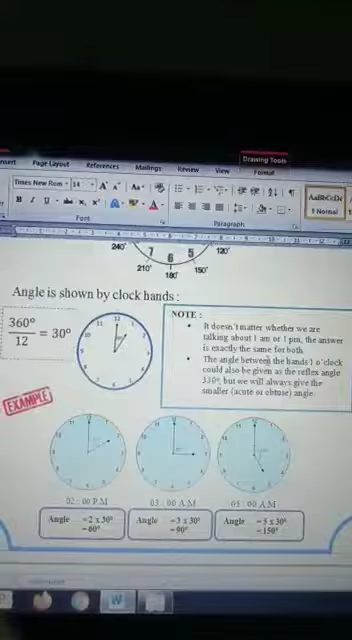 Insert Page Layout References Mailings Review View
Drawing Tools
Format
Times New Rom 14
Font
Paragraph
AaBbCcDc
¶ Normal
240°
7 6 5
120°
210°
180°
150°
Angle is shown by clock hands :
360°
12
= 30°
NOTE :
• It doesn't matter whether we are
talking about 1 am or 1 pm, the answer
is exactly the same for both.
• The angle between the hands 1 o'clock
could also be given as the reflex angle
330°, but we will always give the
smaller (acute or obtuse) angle.
EXAMPLE
02 : 00 P.M
03 : 00 A.M
05 : 00 A.M
Angle = 2 x 30°
= 60°
Angle = 3 x 30°
= 90°
Angle = 5 x 30°
= 150°